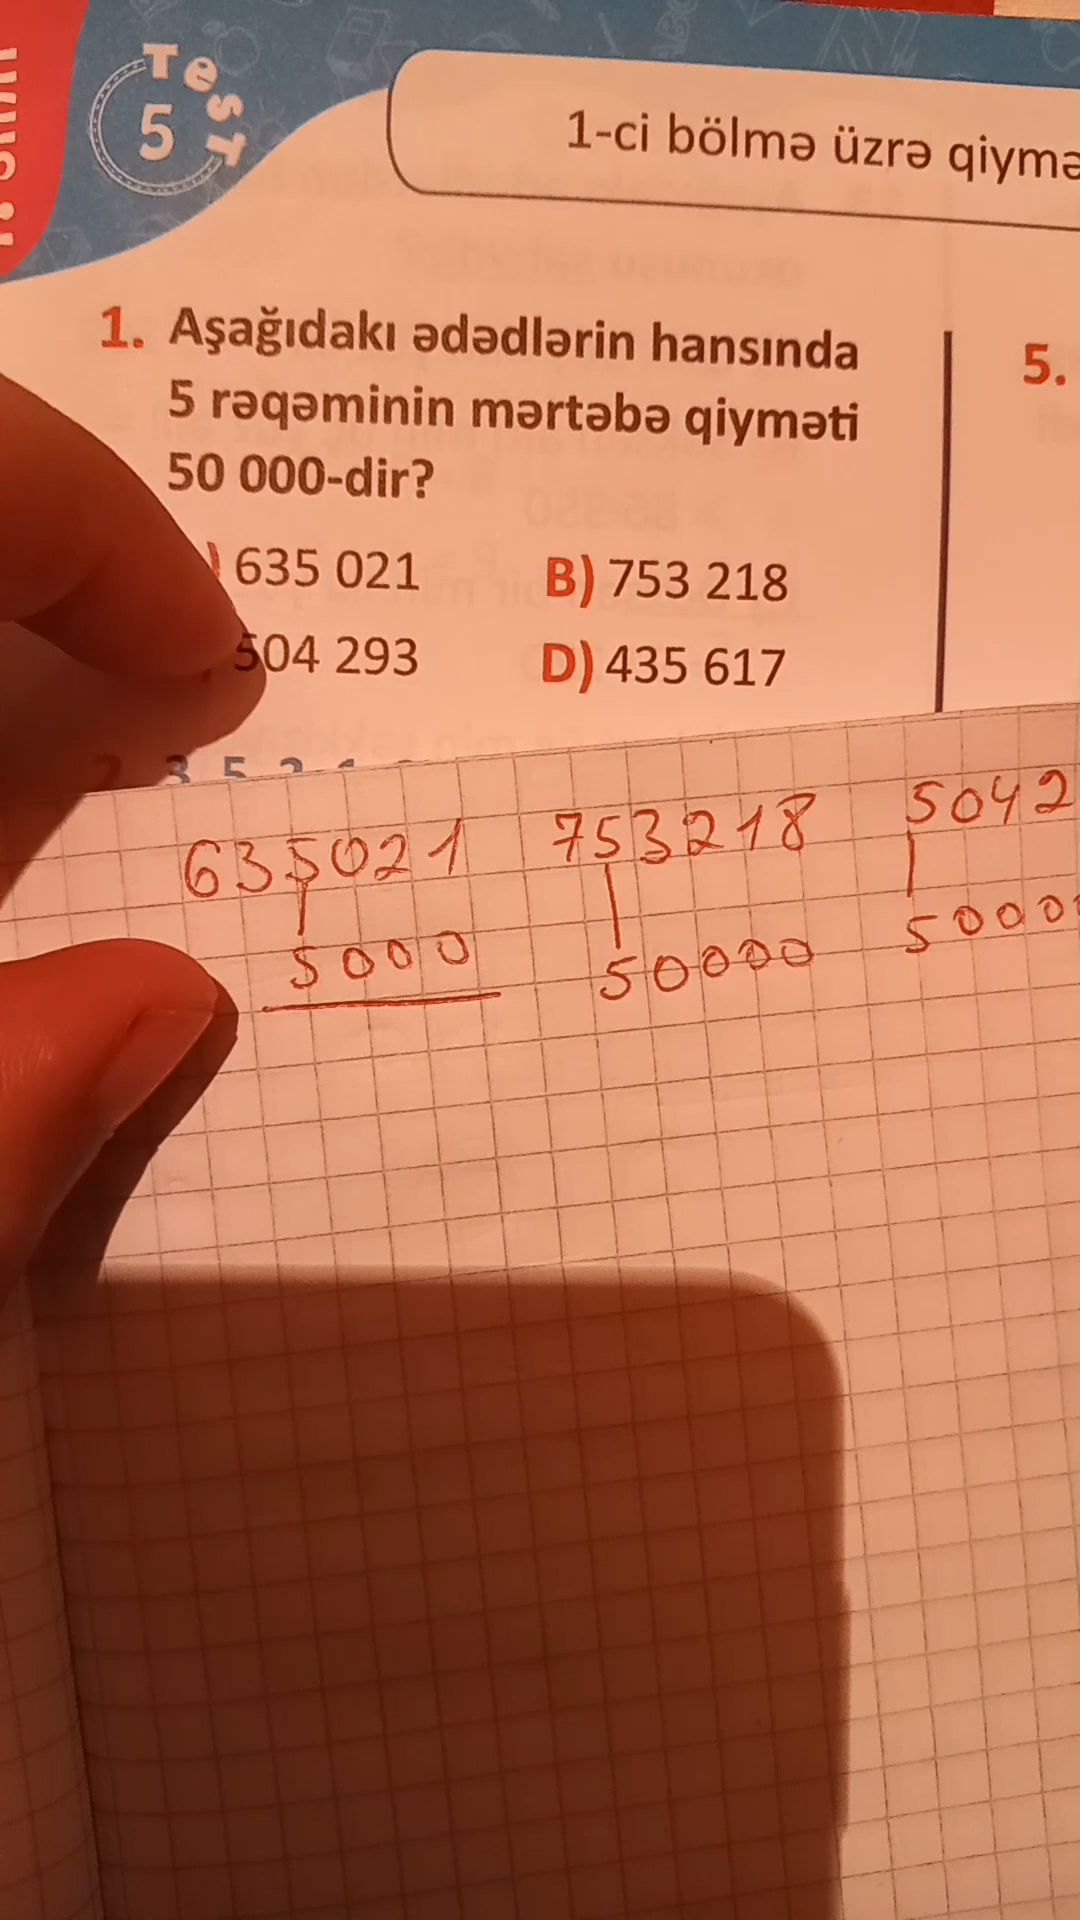 Test
5
1-ci bölmə üzrə qiymə
1. Aşağıdakı ədədlərin hansında
5 rəqəminin mərtəbə qiyməti
50 000-dir?
) 635 021 B) 753 218
504 293 D) 435 617
5.
635021 753218 5042
5000 50000 5000